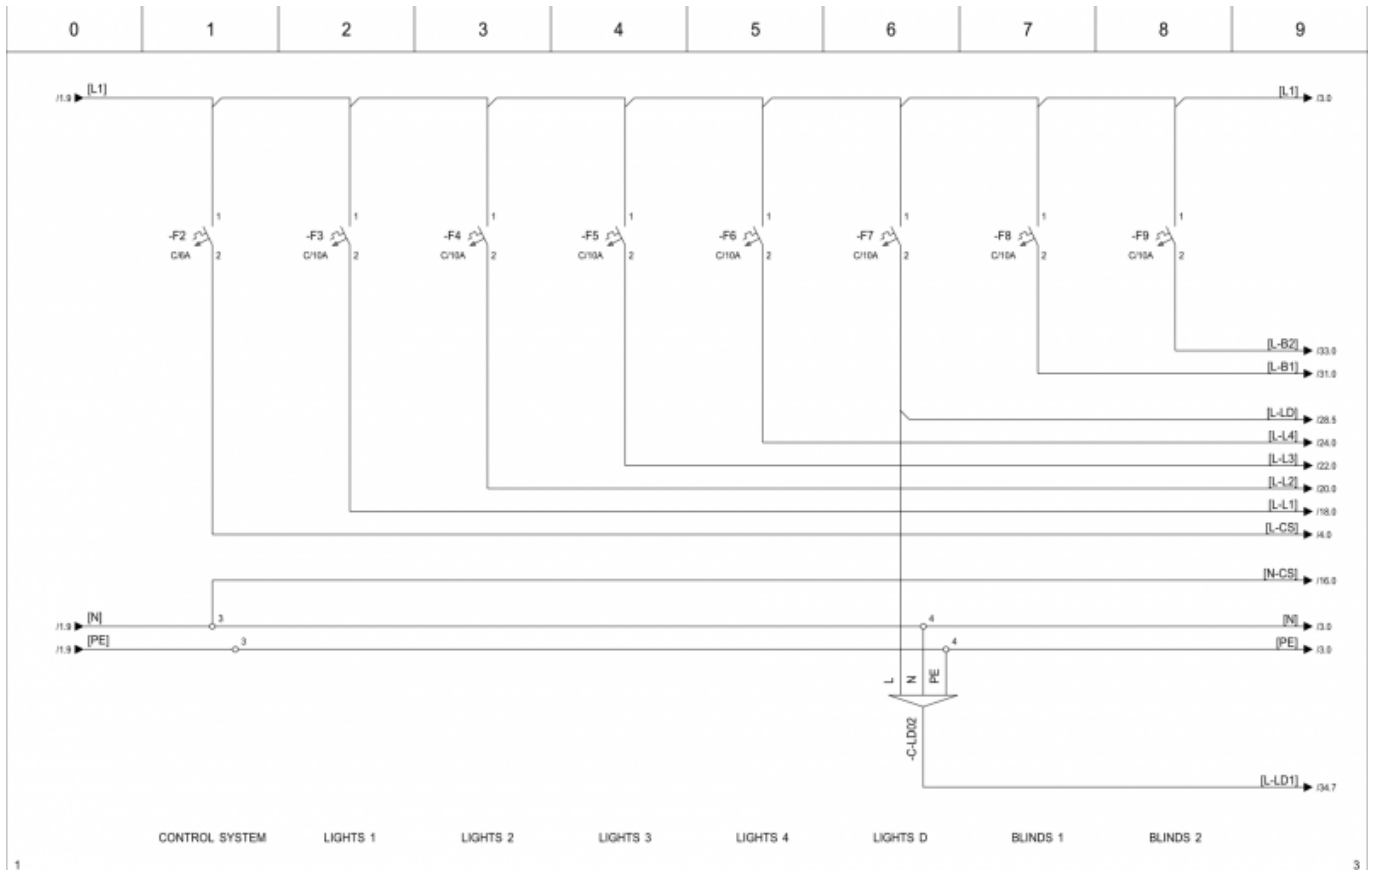 0 1 2 3 4 5 6 7 8 9
[L1] [L1]
/1.9 /3.0
1 1 1 1 1 1 1 1
-F2 -F3 -F4 -F5 -F6 -F7 -F8 -F9
C/6A 2 C/10A 2 C/10A 2 C/10A 2 C/10A 2 C/10A 2 C/10A 2 C/10A 2
[L-B2] /33.0
[L-B1] /31.0
[L-LD] /28.5
[L-L4] /24.0
[L-L3] /22.0
[L-L2] /20.0
[L-L1] /18.0
[L-CS] /4.0
[N-CS] /16.0
/1.9 [N] 3 4 [N] /3.0
/1.9 [PE] 3 4 [PE] /3.0
L N PE
-C-LD02
[L-LD1] /34.7
CONTROL SYSTEM LIGHTS 1 LIGHTS 2 LIGHTS 3 LIGHTS 4 LIGHTS D BLINDS 1 BLINDS 2
1 3